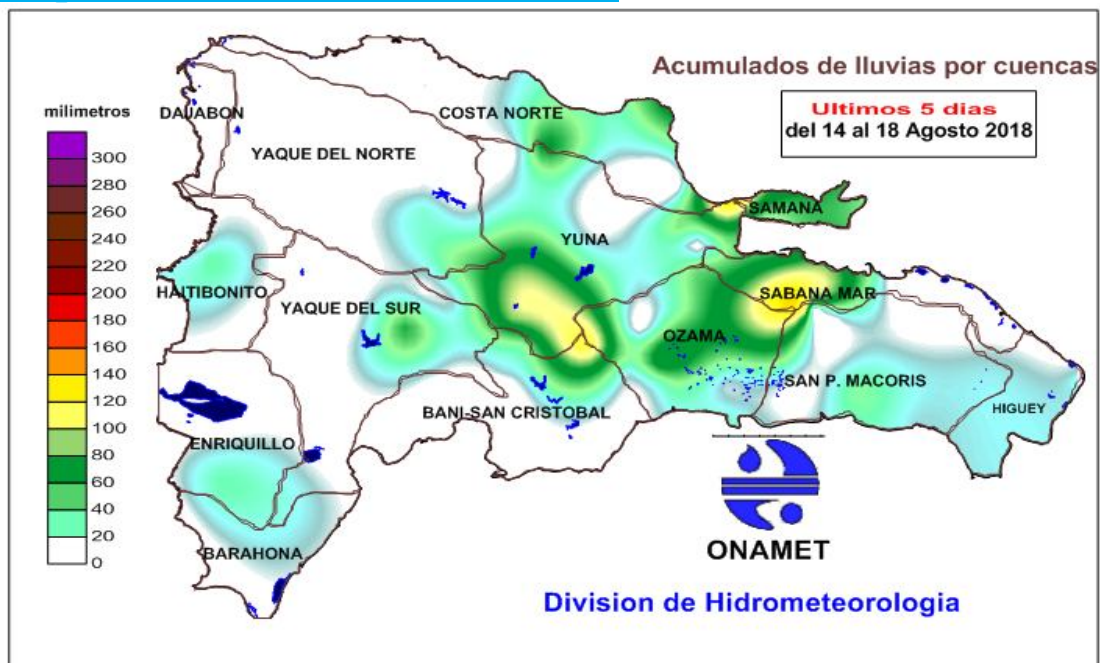 Acumulados de lluvias por cuencas
Ultimos 5 dias
del 14 al 18 Agosto 2018
milimetros
300
280
260
240
220
200
180
160
140
120
100
80
60
40
20
0
DAJABON
COSTA NORTE
YAQUE DEL NORTE
SAMANA
YUNA
HAITIBONITO
YAQUE DEL SUR
SABANA MAR
OZAMA
SAN P. MACORIS
HIGUEY
BANI-SAN CRISTOBAL
ENRIQUILLO
BARAHONA
ONAMET
Division de Hidrometeorologia